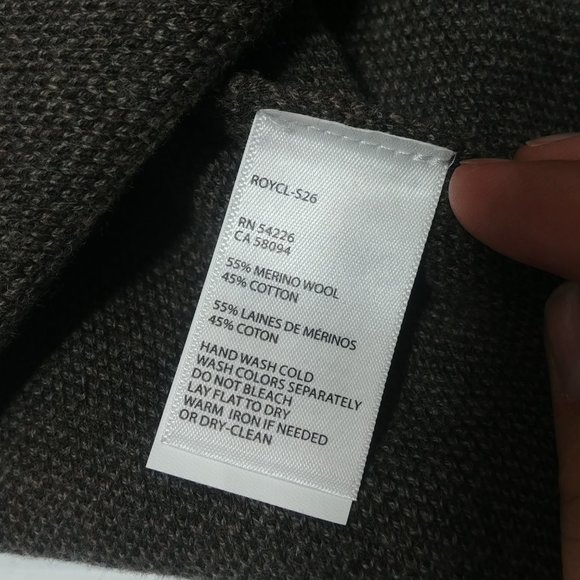 ROYCL-S26
RN 54226
CA 58094
55% MERINO WOOL
45% COTTON
55% LAINES DE MÉRINOS
45% COTON
HAND WASH COLD
WASH COLORS SEPARATELY
DO NOT BLEACH
LAY FLAT TO DRY
WARM IRON IF NEEDED
OR DRY-CLEAN